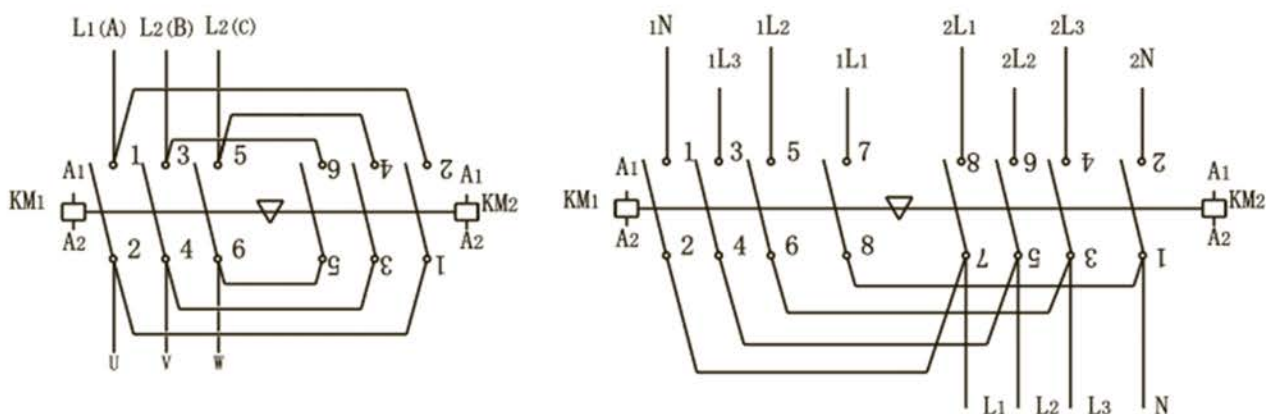 L1(A) L2(B) L2(C)
A1 1 3 5 6 4 2 A1
KM1 KM2
A2 2 4 6 5 3 1 A2
U V W
1N 1L2 2L1 2L3
1L3 1L1 2L2 2N
A1 1 3 5 7 8 6 4 2 A1
KM1 KM2
A2 2 4 6 8 7 5 3 1 A2
L1 L2 L3 N